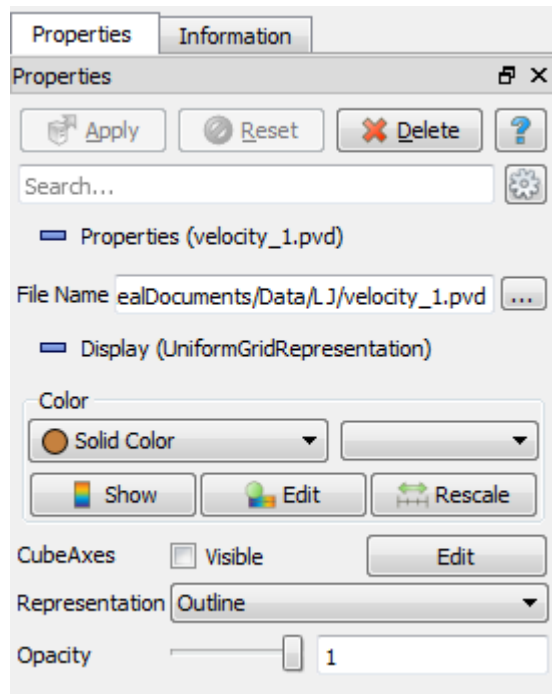 Properties Information
Properties
Apply Reset Delete ?
Search...
Properties (velocity_1.pvd)
File Name ealDocuments/Data/LJ/velocity_1.pvd ...
Display (UniformGridRepresentation)
Color
Solid Color
Show Edit Rescale
CubeAxes Visible Edit
Representation Outline
Opacity 1